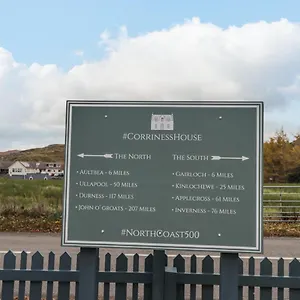 #CorrinessHouse
The North
The South
· Aultbea - 6 Miles
· Ullapool - 50 Miles
· Durness - 117 Miles
· John O' Groats - 207 Miles
· Gairloch - 6 Miles
· Kinlochewe - 25 Miles
· Applecross - 61 Miles
· Inverness - 76 Miles
#NorthCoast500